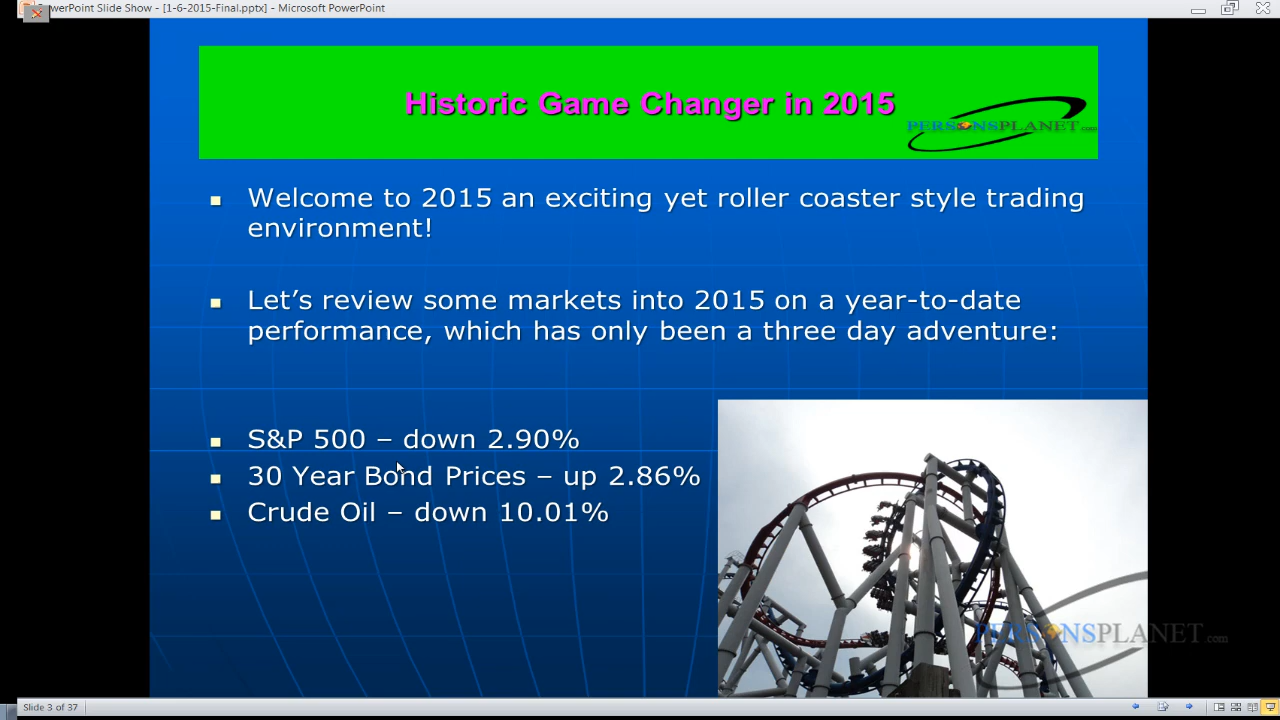 PowerPoint Slide Show - [1-6-2015-Final.pptx] - Microsoft PowerPoint
Historic Game Changer in 2015
PERSONSPLANET.com
Welcome to 2015 an exciting yet roller coaster style trading
environment!
Let's review some markets into 2015 on a year-to-date
performance, which has only been a three day adventure:
S&P 500 – down 2.90%
30 Year Bond Prices – up 2.86%
Crude Oil – down 10.01%
PERSONSPLANET.com
Slide 3 of 37